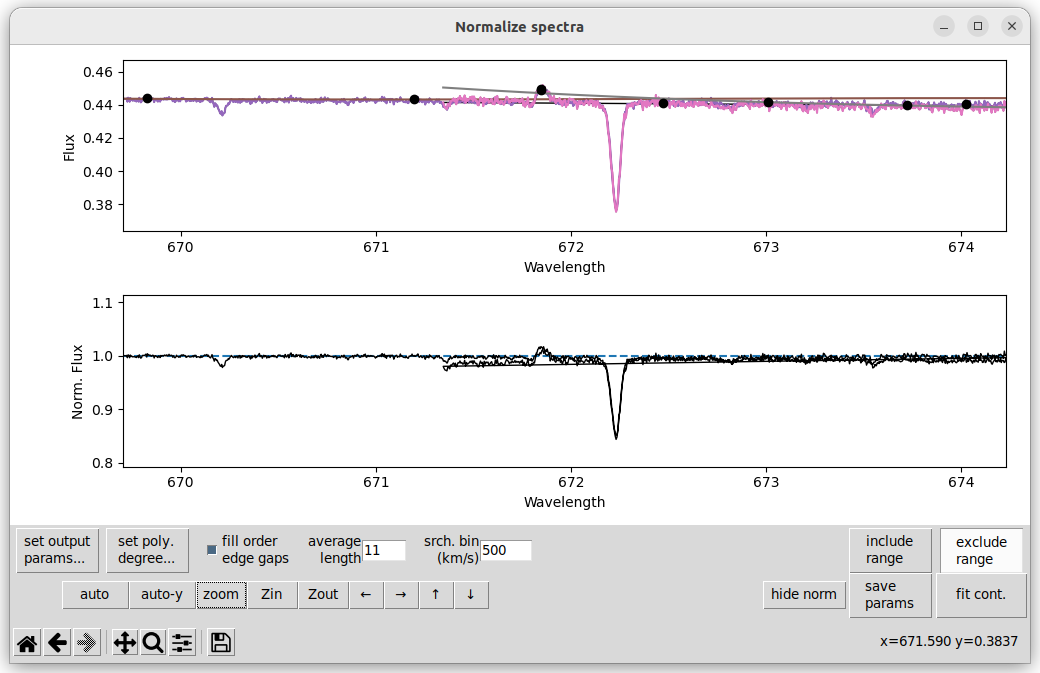 Normalize spectra
0.46
0.44
0.42
0.40
0.38
Flux
670 671 672 673 674
Wavelength
1.1
1.0
0.9
0.8
Norm. Flux
670 671 672 673 674
Wavelength
set output
params...
set poly.
degree...
fill order
edge gaps
average
length
11
srch. bin
(km/s)
500
include
range
exclude
range
auto auto-y zoom Zin Zout ← → ↑ ↓
hide norm
save
params
fit cont.
x=671.590 y=0.3837